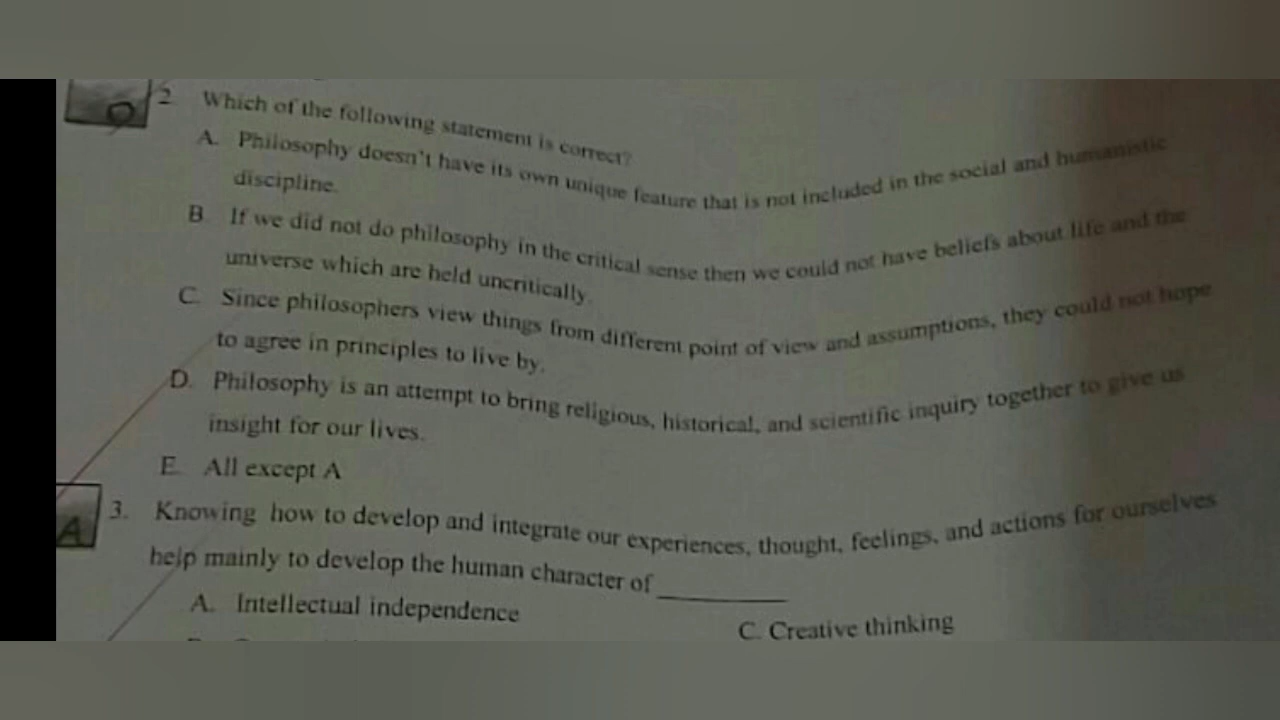 2. Which of the following statement is correct?
A. Philosophy doesn't have its own unique feature that is not included in the social and humanistic
discipline.
B. If we did not do philosophy in the critical sense then we could not have beliefs about life and the
universe which are held uncritically.
C. Since philosophers view things from different point of view and assumptions, they could not hope
to agree in principles to live by.
D. Philosophy is an attempt to bring religious, historical, and scientific inquiry together to give us
insight for our lives.
E. All except A
A
3. Knowing how to develop and integrate our experiences, thought, feelings, and actions for ourselves
help mainly to develop the human character of __________
A. Intellectual independence
C. Creative thinking